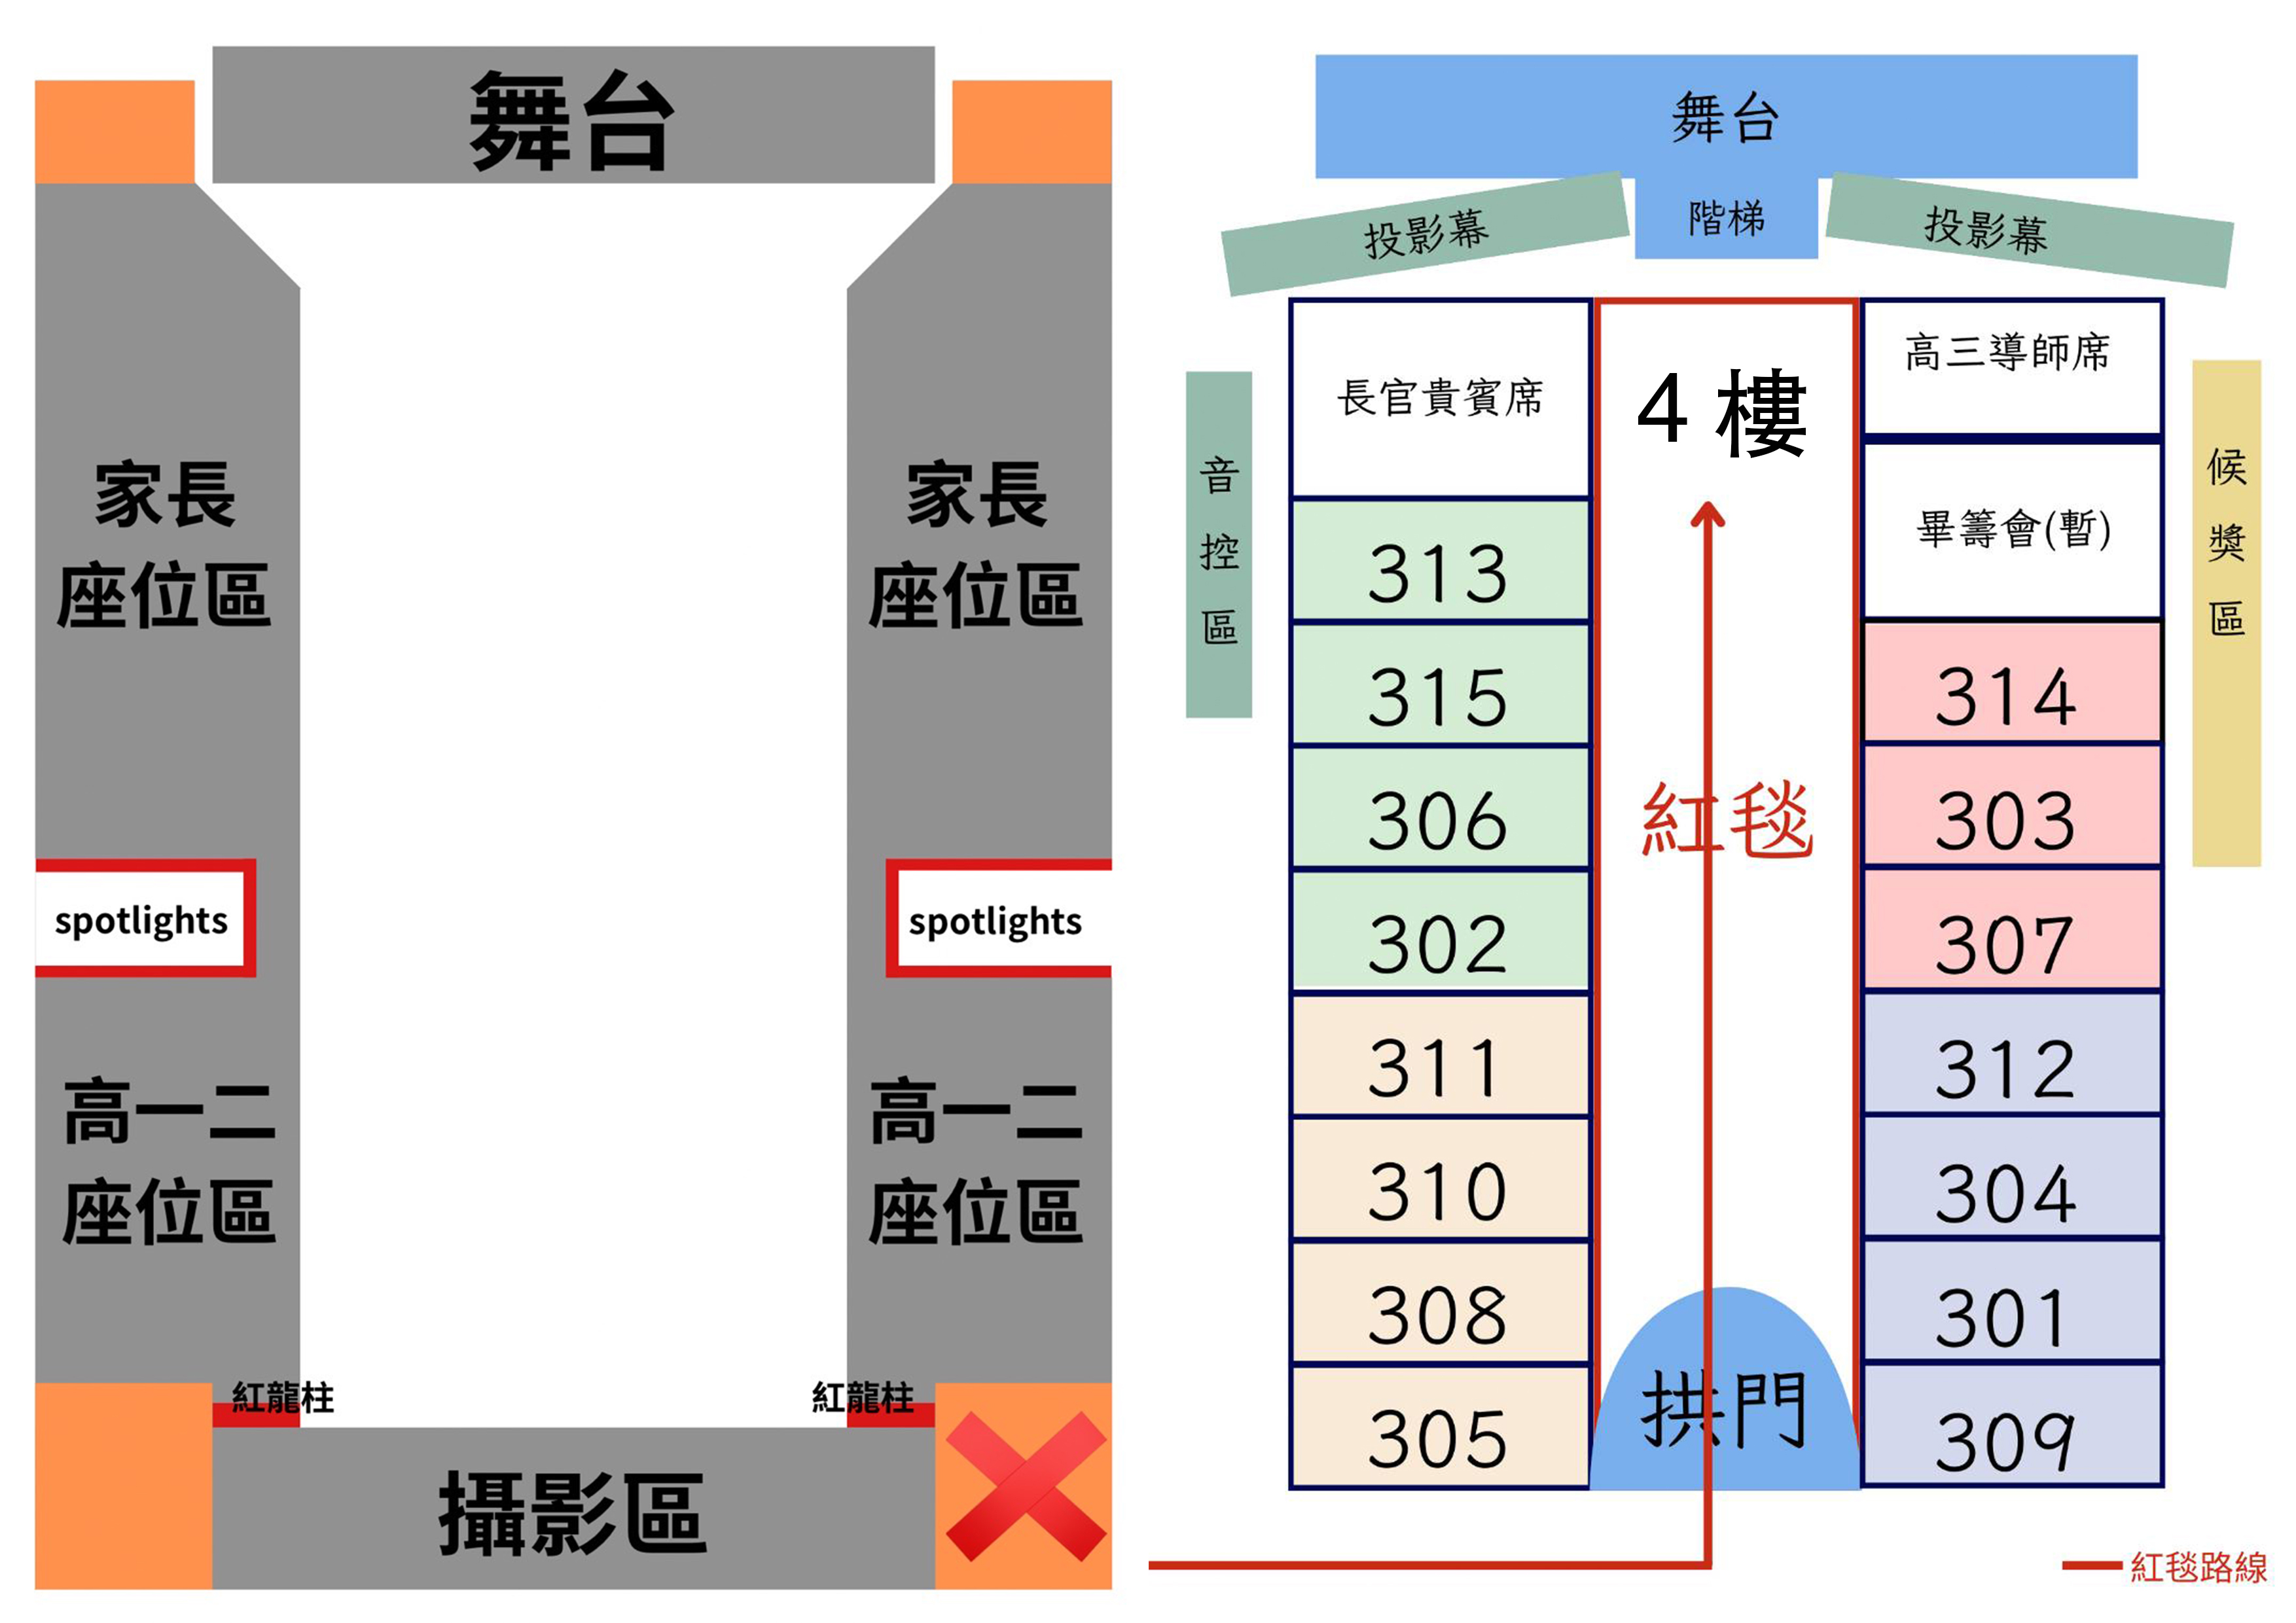 舞台
家長
座位區
家長
座位區
spotlights
spotlights
高一二
座位區
高一二
座位區
紅龍柱
紅龍柱
攝影區
舞台
投影幕
階梯
投影幕
長官貴賓席
4樓
高三導師席
畢籌會(暫)
音控區
候獎區
313
315
306
302
311
310
308
305
紅毯
拱門
314
303
307
312
304
301
309
紅毯路線